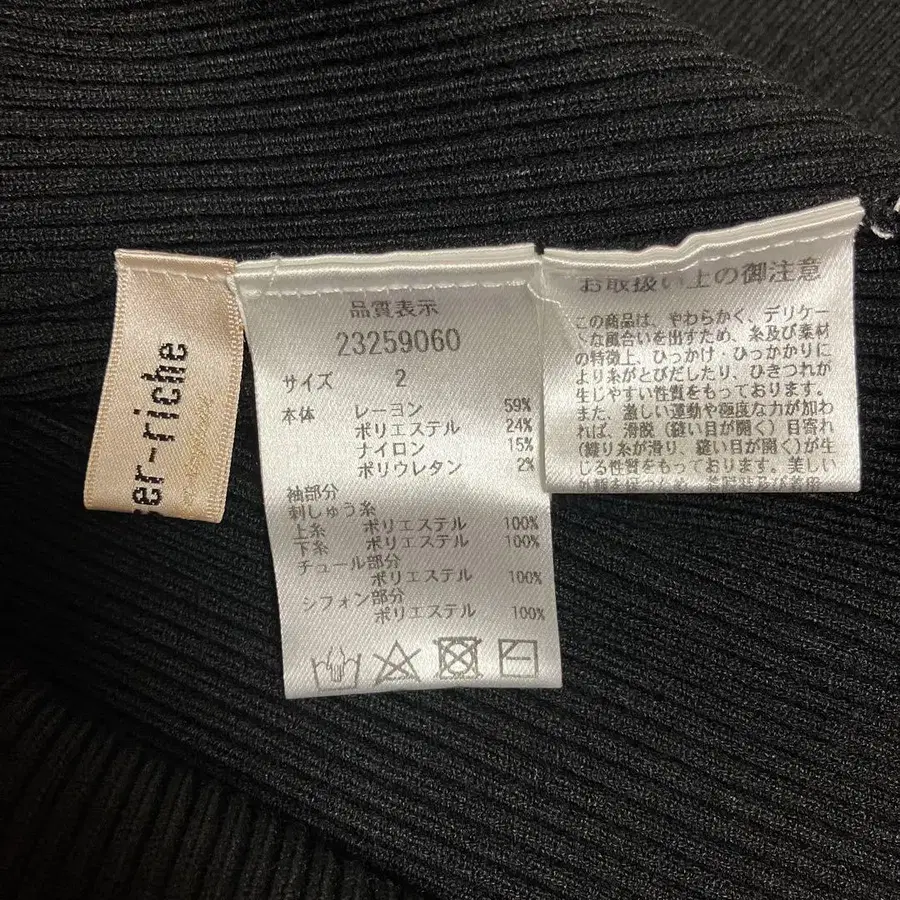 er-riche
品質表示
23259060
サイズ 2
本体 レーヨン 59%
ポリエステル 24%
ナイロン 15%
ポリウレタン 2%
袖部分
刺しゅう糸
上糸 ポリエステル 100%
下糸 ポリエステル 100%
チュール部分
ポリエステル 100%
シフォン部分
ポリエステル 100%
お取扱い上の御注意
この商品は、やわらかく、デリケー
トな風合いを出すため、糸及び素材
の特徴上、ひっかけ・ひっかかりに
より糸がとびだしたり、ひきつれが
生じやすい性質をもっております。
また、激しい運動や極度な力が加わ
れば、滑脱(縫い目が開く)目寄れ
(織り糸が滑り、縫い目が開く)が生
じる性質をもっております。美しい